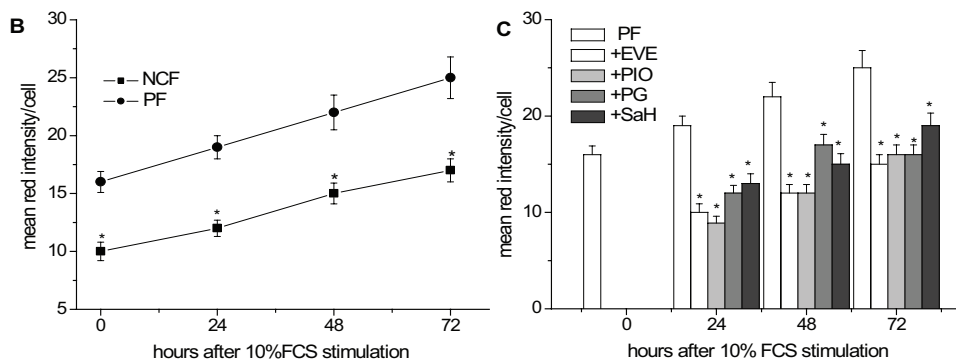 B
30
25
20
15
10
5
mean red intensity/cell
NCF
PF
*
*
*
*
0
24
48
72
hours after 10%FCS stimulation
C
30
20
10
0
mean red intensity/cell
PF
+EVE
+PIO
+PG
+SaH
*
*
*
*
*
*
*
*
*
*
*
*
0
24
48
72
hours after 10% FCS stimulation